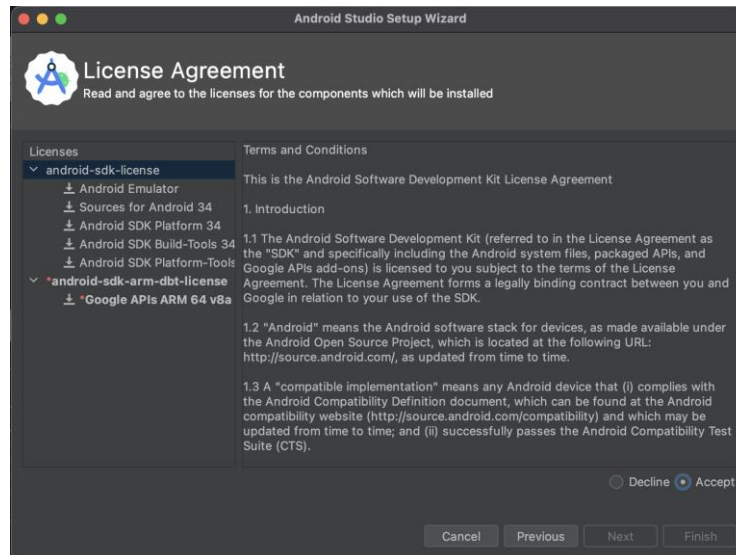 Android Studio Setup Wizard
License Agreement
Read and agree to the licenses for the components which will be installed
Licenses
android-sdk-license
Android Emulator
Sources for Android 34
Android SDK Platform 34
Android SDK Build-Tools 34
Android SDK Platform-Tools
*android-sdk-arm-dbt-license
*Google APIs ARM 64 v8a
Terms and Conditions
This is the Android Software Development Kit License Agreement
1. Introduction
1.1 The Android Software Development Kit (referred to in the License Agreement as
the "SDK" and specifically including the Android system files, packaged APIs, and
Google APIs add-ons) is licensed to you subject to the terms of the License
Agreement. The License Agreement forms a legally binding contract between you and
Google in relation to your use of the SDK.
1.2 "Android" means the Android software stack for devices, as made available under
the Android Open Source Project, which is located at the following URL:
http://source.android.com/, as updated from time to time.
1.3 A "compatible implementation" means any Android device that (i) complies with
the Android Compatibility Definition document, which can be found at the Android
compatibility website (http://source.android.com/compatibility) and which may be
updated from time to time; and (ii) successfully passes the Android Compatibility Test
Suite (CTS).
Decline Accept
Cancel Previous Next Finish